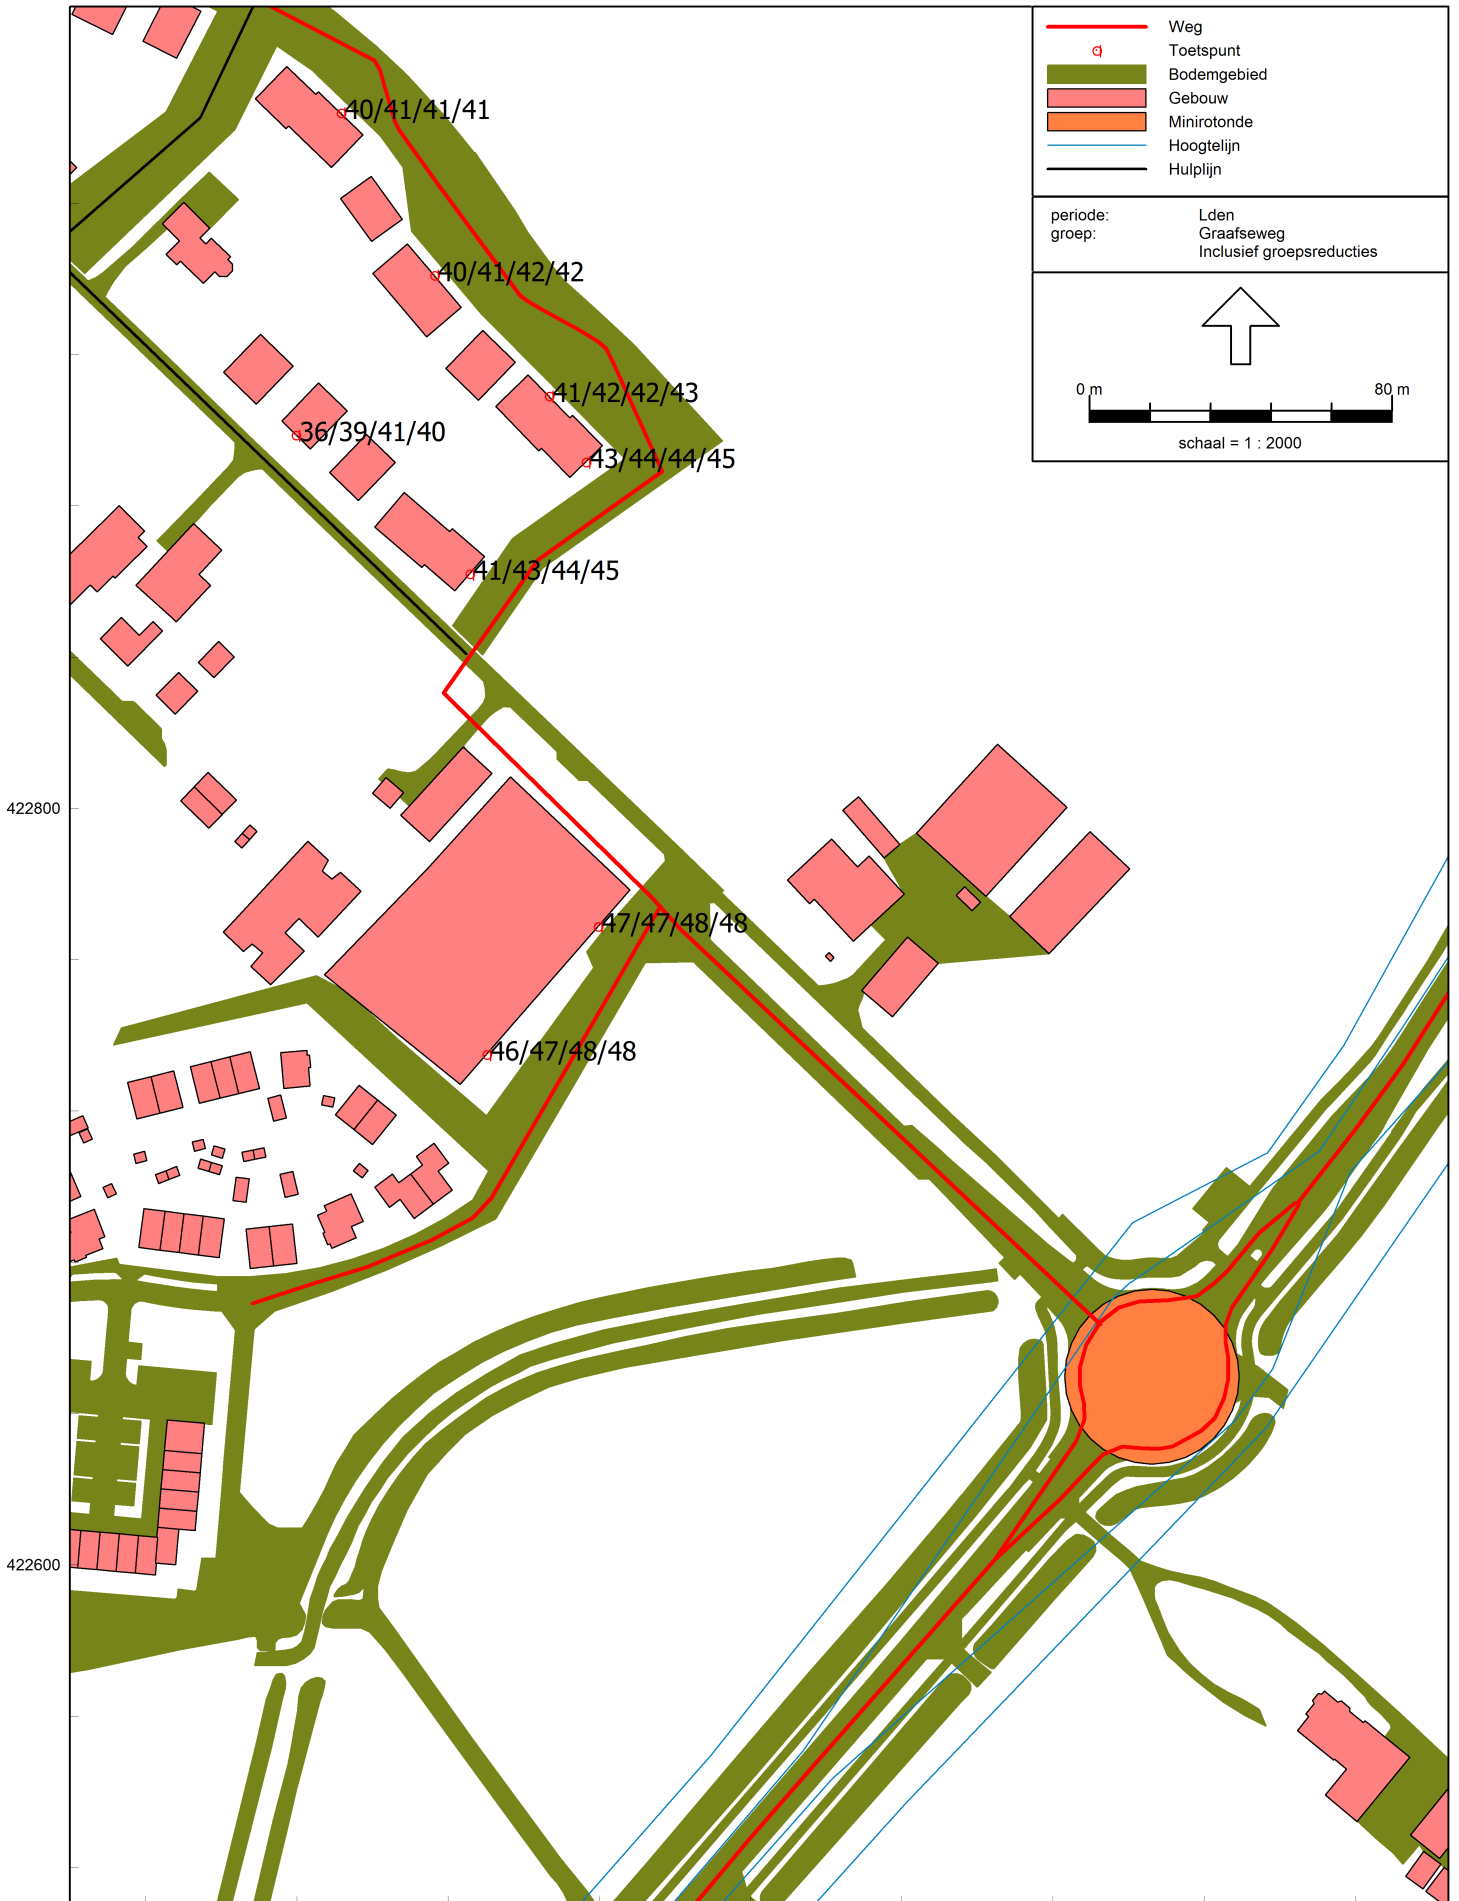 Weg
Toetspunt
Bodemgebied
Gebouw
Minirotonde
Hoogtelijn
Hulplijn
periode: Lden
groep: Graafseweg
Inclusief groepsreducties
0 m 80 m
schaal = 1 : 2000
40/41/41/41
40/41/42/42
41/42/42/43
36/39/41/40
43/44/44/45
41/43/44/45
422800
47/47/48/48
46/47/48/48
422600